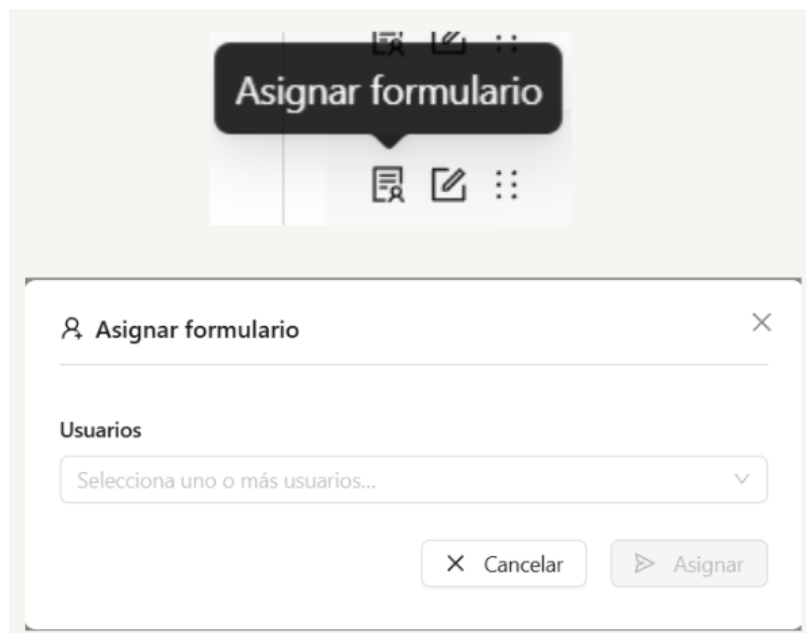 Asignar formulario
Asignar formulario
Usuarios
Selecciona uno o más usuarios...
Cancelar
Asignar